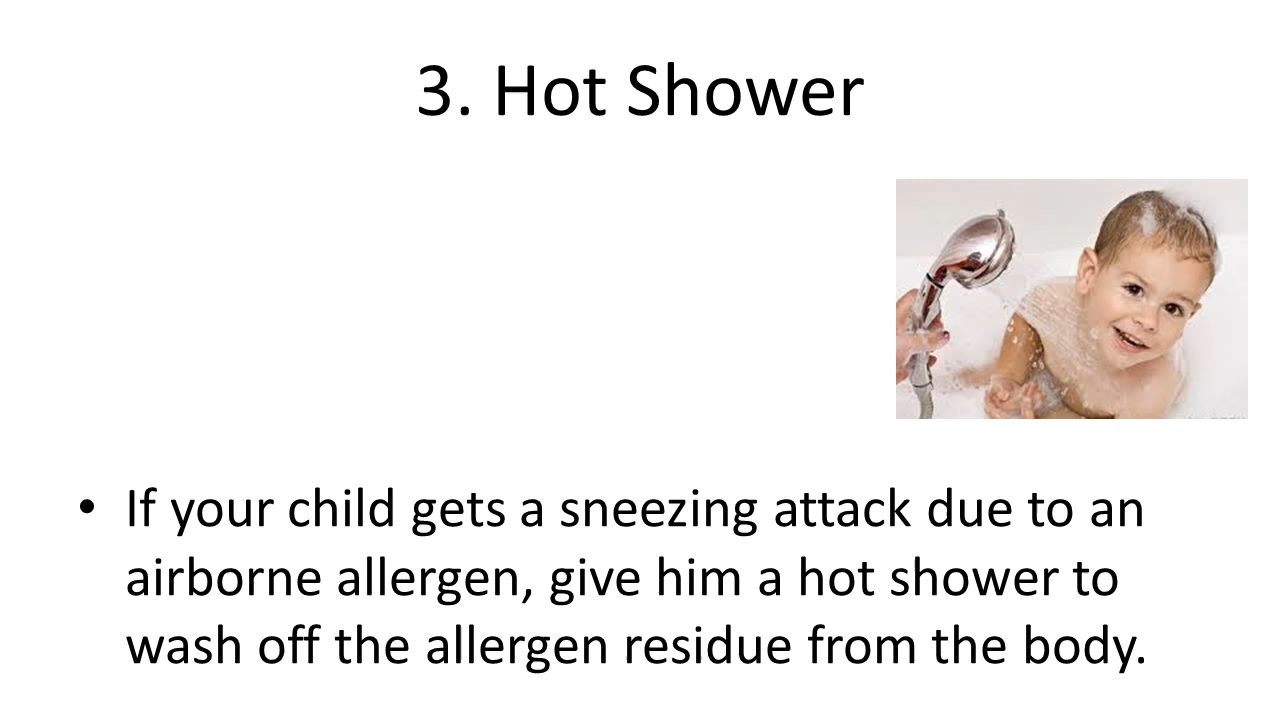 3. Hot Shower
• If your child gets a sneezing attack due to an
airborne allergen, give him a hot shower to
wash off the allergen residue from the body.